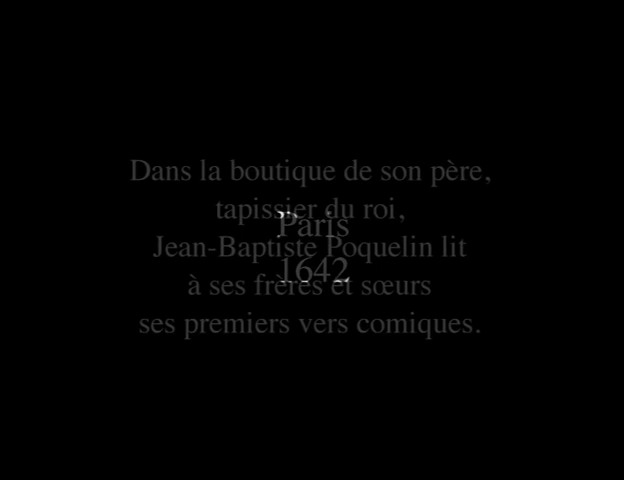 Dans la boutique de son père,
tapissier du roi,
Paris
Jean-Baptiste Poquelin lit
1642
à ses frères et sœurs
ses premiers vers comiques.